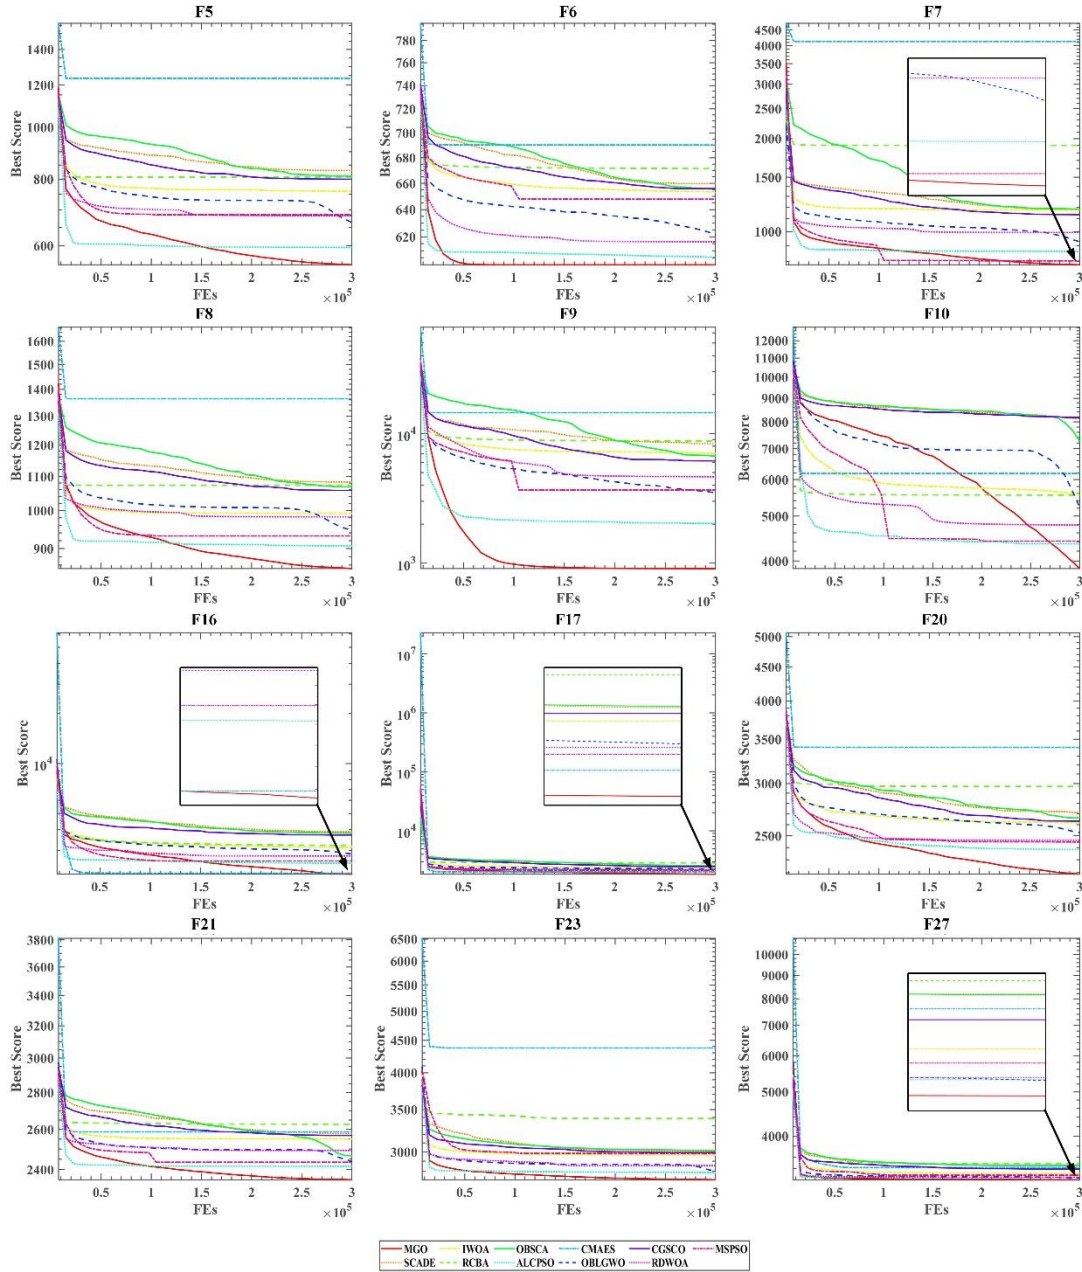 F5
Best Score
1400
1200
1000
800
600
0.5 1 1.5 2 2.5 3
FEs
×10^5
F6
Best Score
780
760
740
720
700
680
660
640
620
0.5 1 1.5 2 2.5 3
FEs
×10^5
F7
Best Score
4500
4000
3500
3000
2500
2000
1500
1000
0.5 1 1.5 2 2.5 3
FEs
×10^5
F8
Best Score
1600
1500
1400
1300
1200
1100
1000
900
0.5 1 1.5 2 2.5 3
FEs
×10^5
F9
Best Score
10^4
10^3
0.5 1 1.5 2 2.5 3
FEs
×10^5
F10
Best Score
12000
11000
10000
9000
8000
7000
6000
5000
4000
0.5 1 1.5 2 2.5 3
FEs
×10^5
F16
Best Score
10^4
0.5 1 1.5 2 2.5 3
FEs
×10^5
F17
Best Score
10^7
10^6
10^5
10^4
0.5 1 1.5 2 2.5 3
FEs
×10^5
F20
Best Score
5000
4500
4000
3500
3000
2500
0.5 1 1.5 2 2.5 3
FEs
×10^5
F21
Best Score
3800
3600
3400
3200
3000
2800
2600
2400
0.5 1 1.5 2 2.5 3
FEs
×10^5
F23
Best Score
6500
6000
5500
5000
4500
4000
3500
3000
0.5 1 1.5 2 2.5 3
FEs
×10^5
F27
Best Score
10000
9000
8000
7000
6000
5000
4000
0.5 1 1.5 2 2.5 3
FEs
×10^5
MGO IWOA OBSCA CMAES CGSCO MSPSO
SCADE RCBA ALCPSO OBLGWO RDWOA